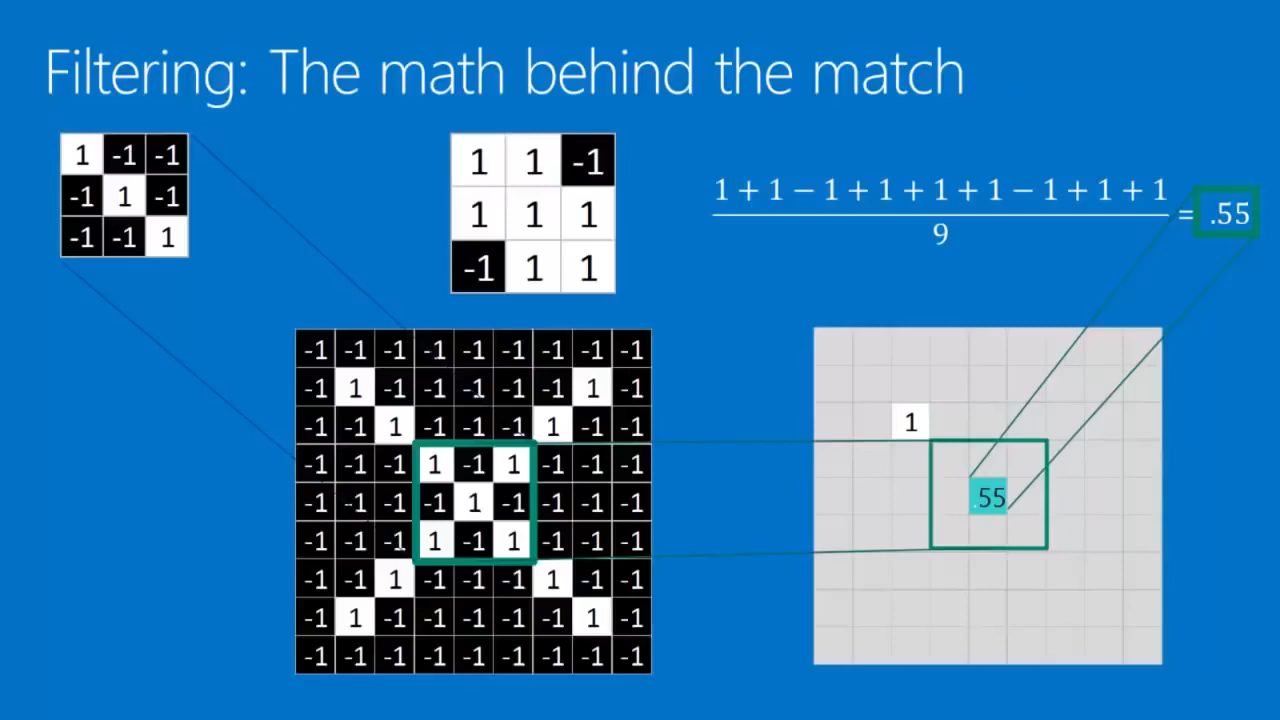 Filtering: The math behind the match
1 -1 -1
-1 1 -1
-1 -1 1
1 1 -1
1 1 1
-1 1 1
1 + 1 − 1 + 1 + 1 + 1 − 1 + 1 + 1
9
= .55
-1 -1 -1 -1 -1 -1 -1 -1 -1
-1 1 -1 -1 -1 -1 -1 1 -1
-1 -1 1 -1 -1 -1 1 -1 -1
-1 -1 -1 1 -1 1 -1 -1 -1
-1 -1 -1 -1 1 -1 -1 -1 -1
-1 -1 -1 1 -1 1 -1 -1 -1
-1 -1 1 -1 -1 -1 1 -1 -1
-1 1 -1 -1 -1 -1 -1 1 -1
-1 -1 -1 -1 -1 -1 -1 -1 -1
1
.55